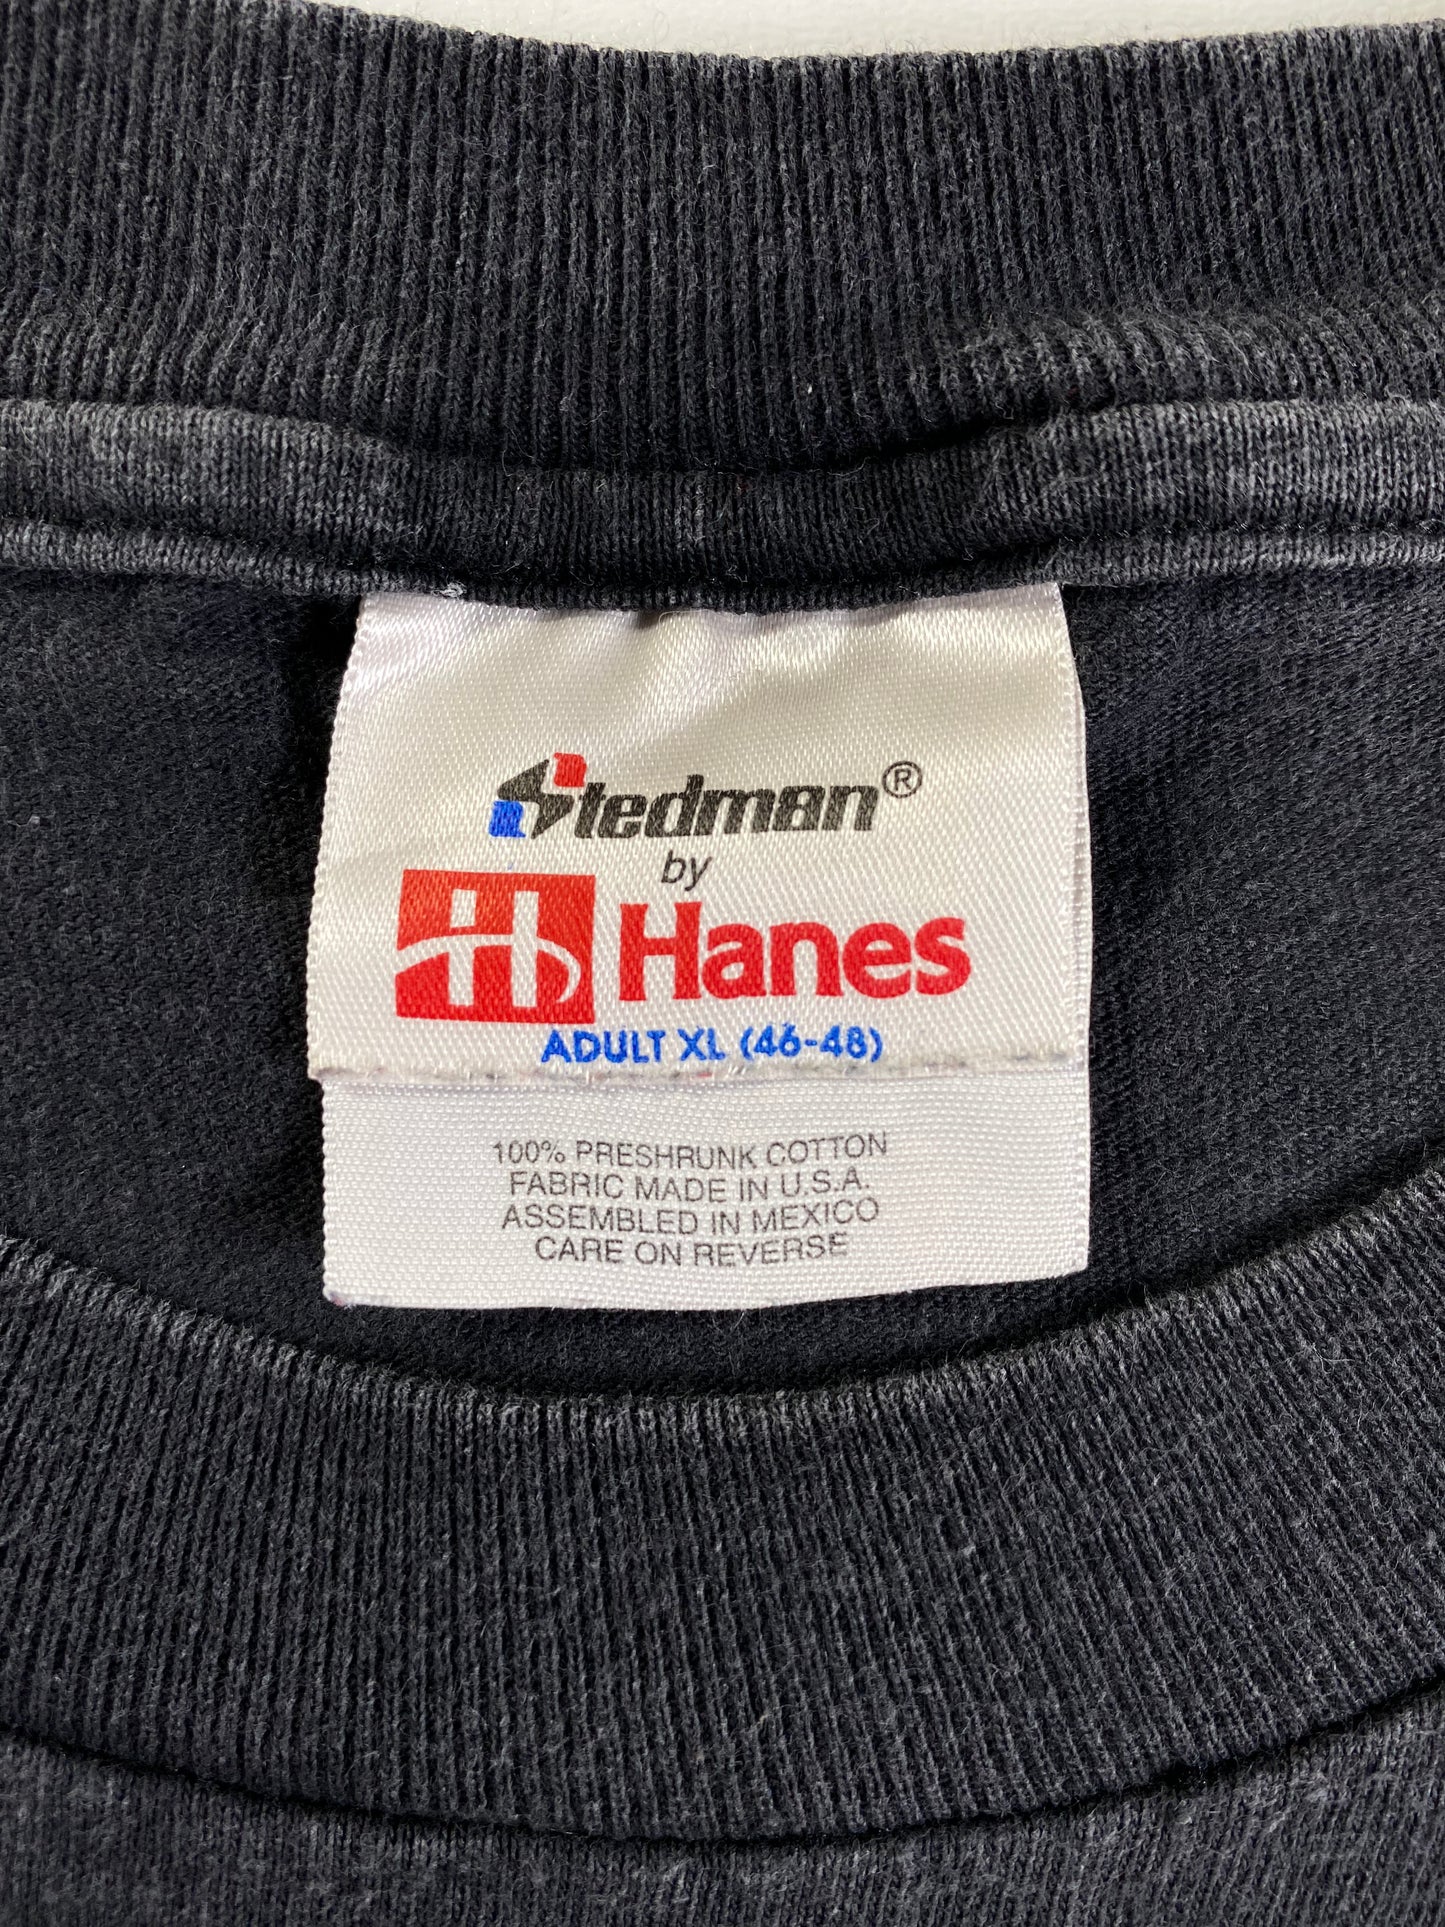 Stedman®
by
Hanes
ADULT XL (46-48)
100% PRESHRUNK COTTON
FABRIC MADE IN U.S.A.
ASSEMBLED IN MEXICO
CARE ON REVERSE